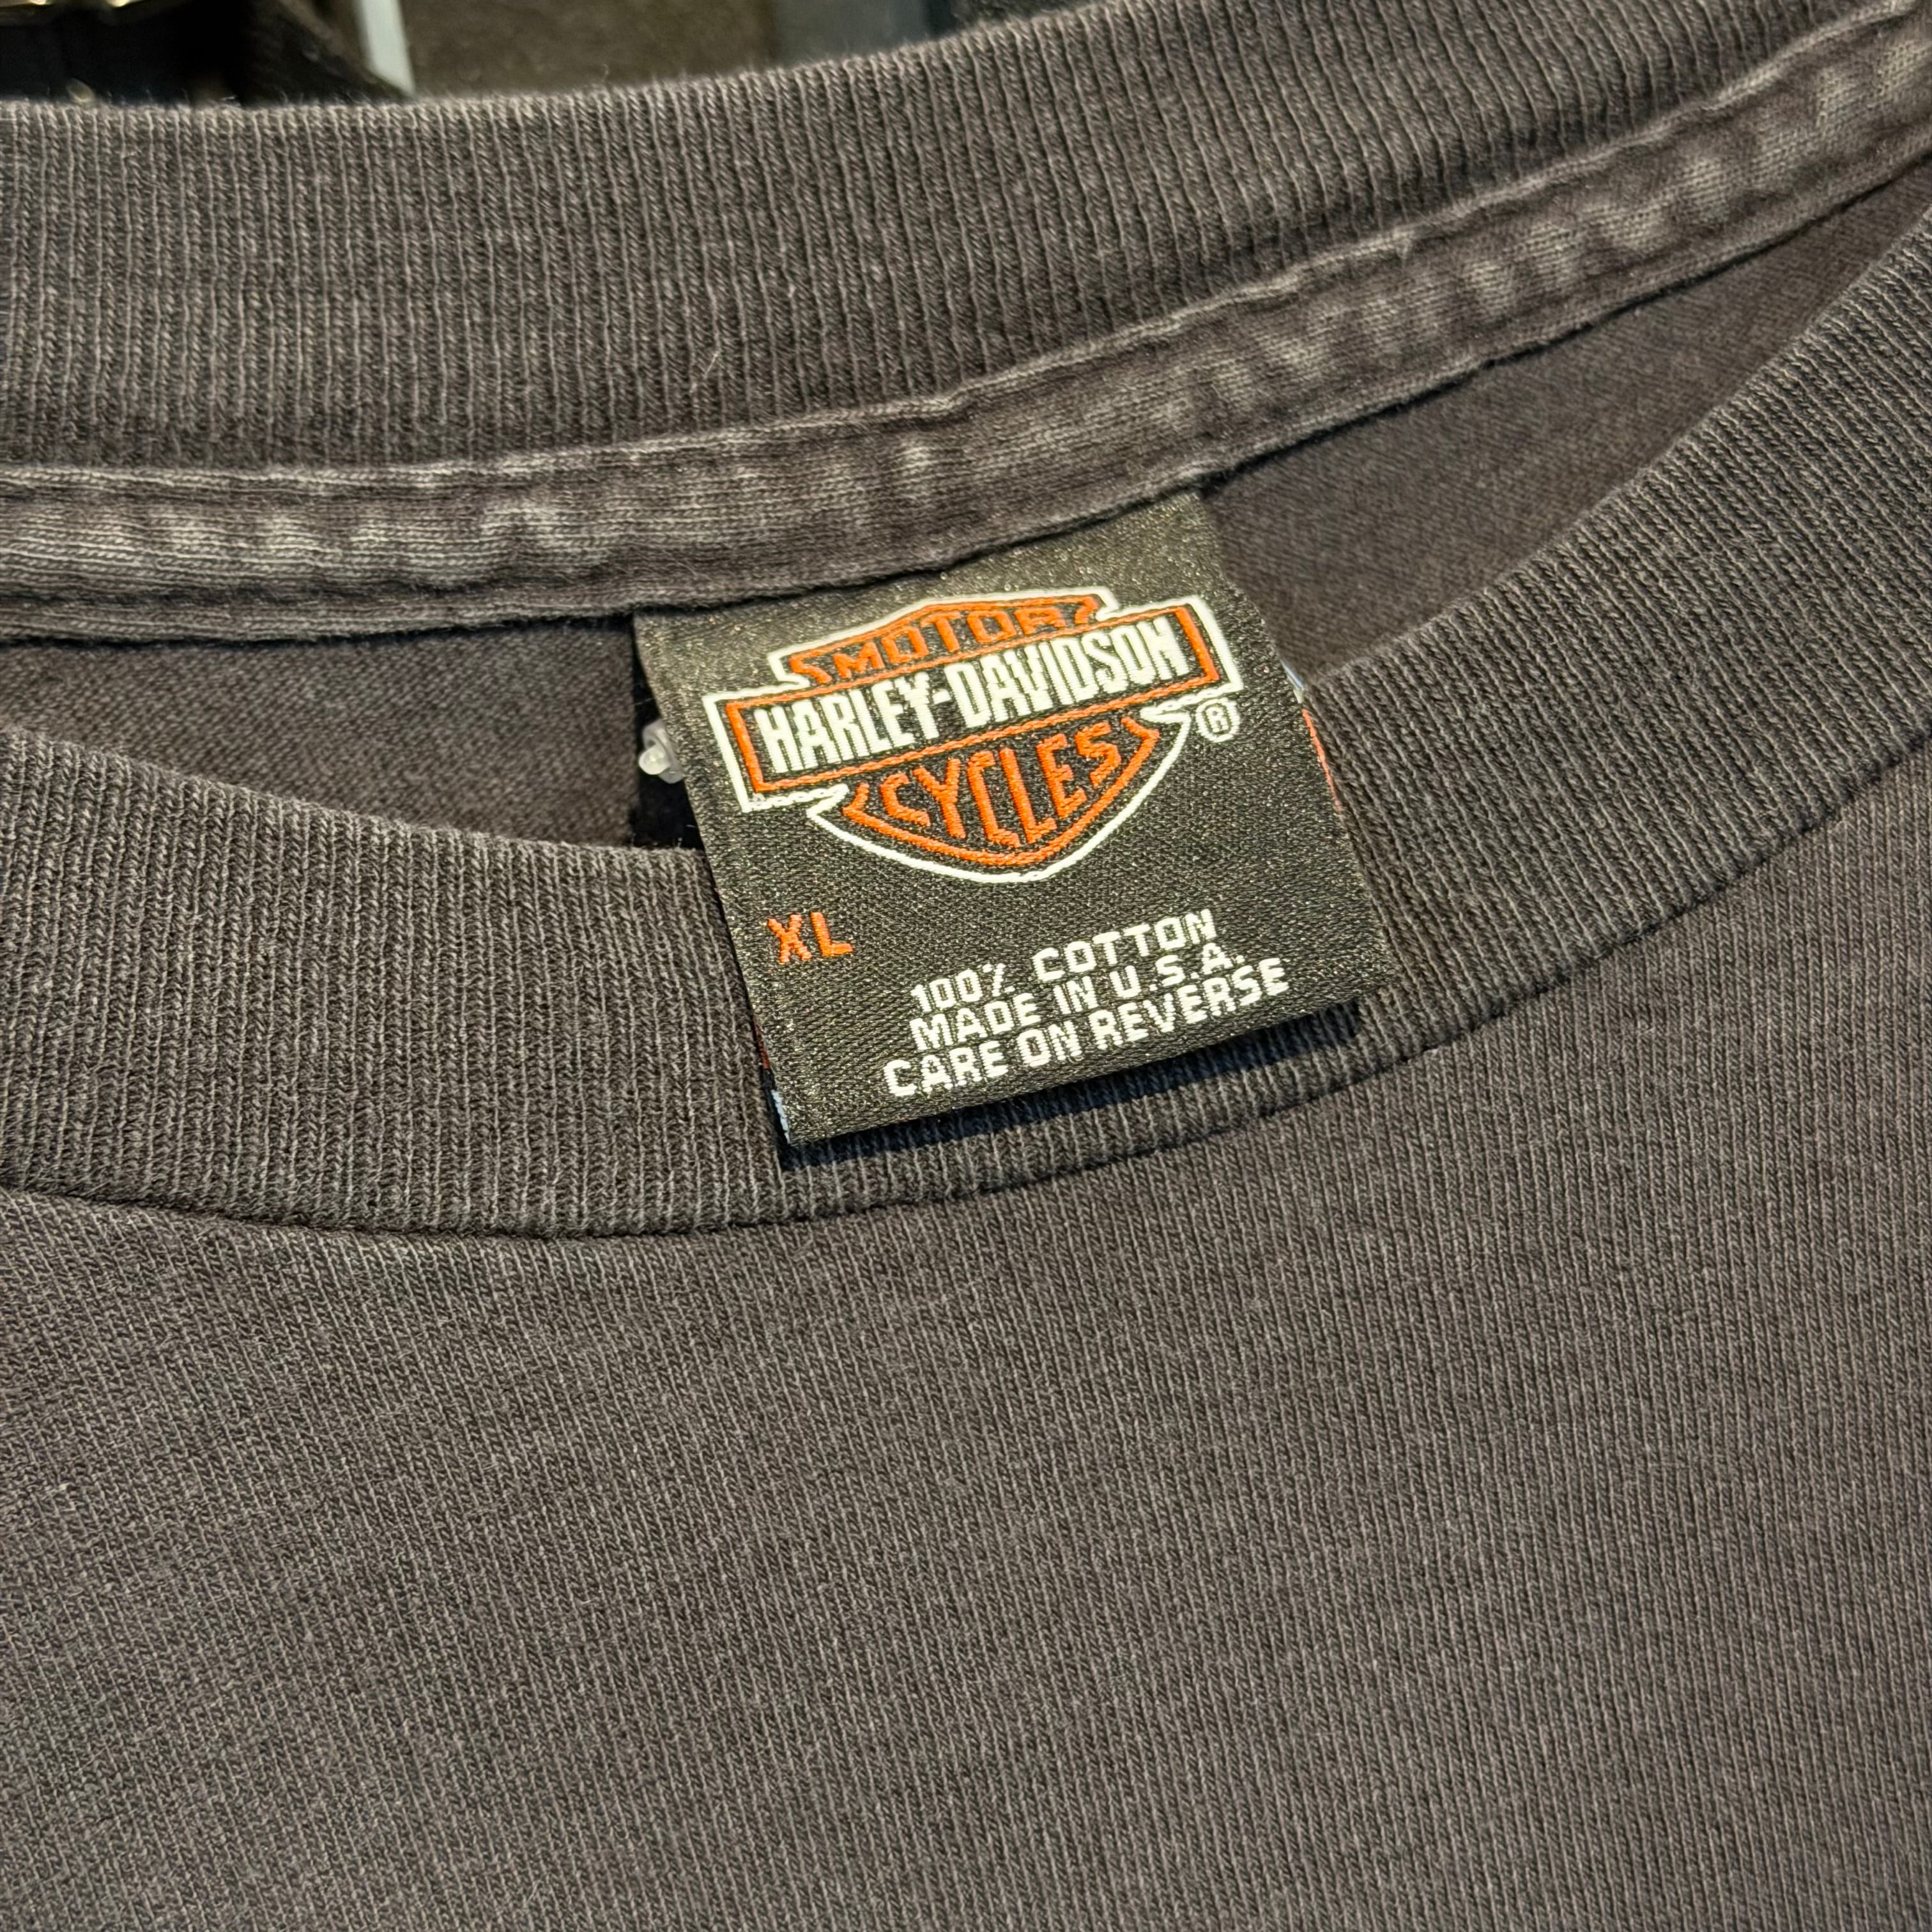 MOTOR
HARLEY-DAVIDSON
®
CYCLES
XL
100% COTTON
MADE IN U.S.A.
CARE ON REVERSE